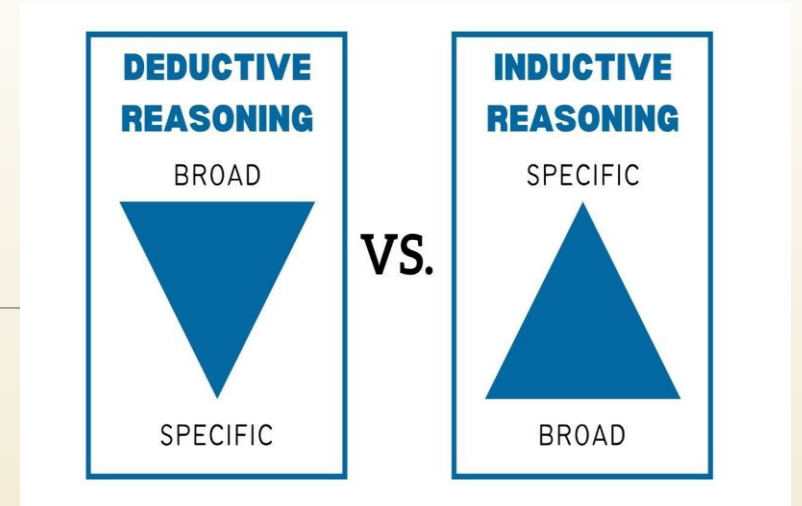 DEDUCTIVE
REASONING
BROAD
SPECIFIC
VS.
INDUCTIVE
REASONING
SPECIFIC
BROAD